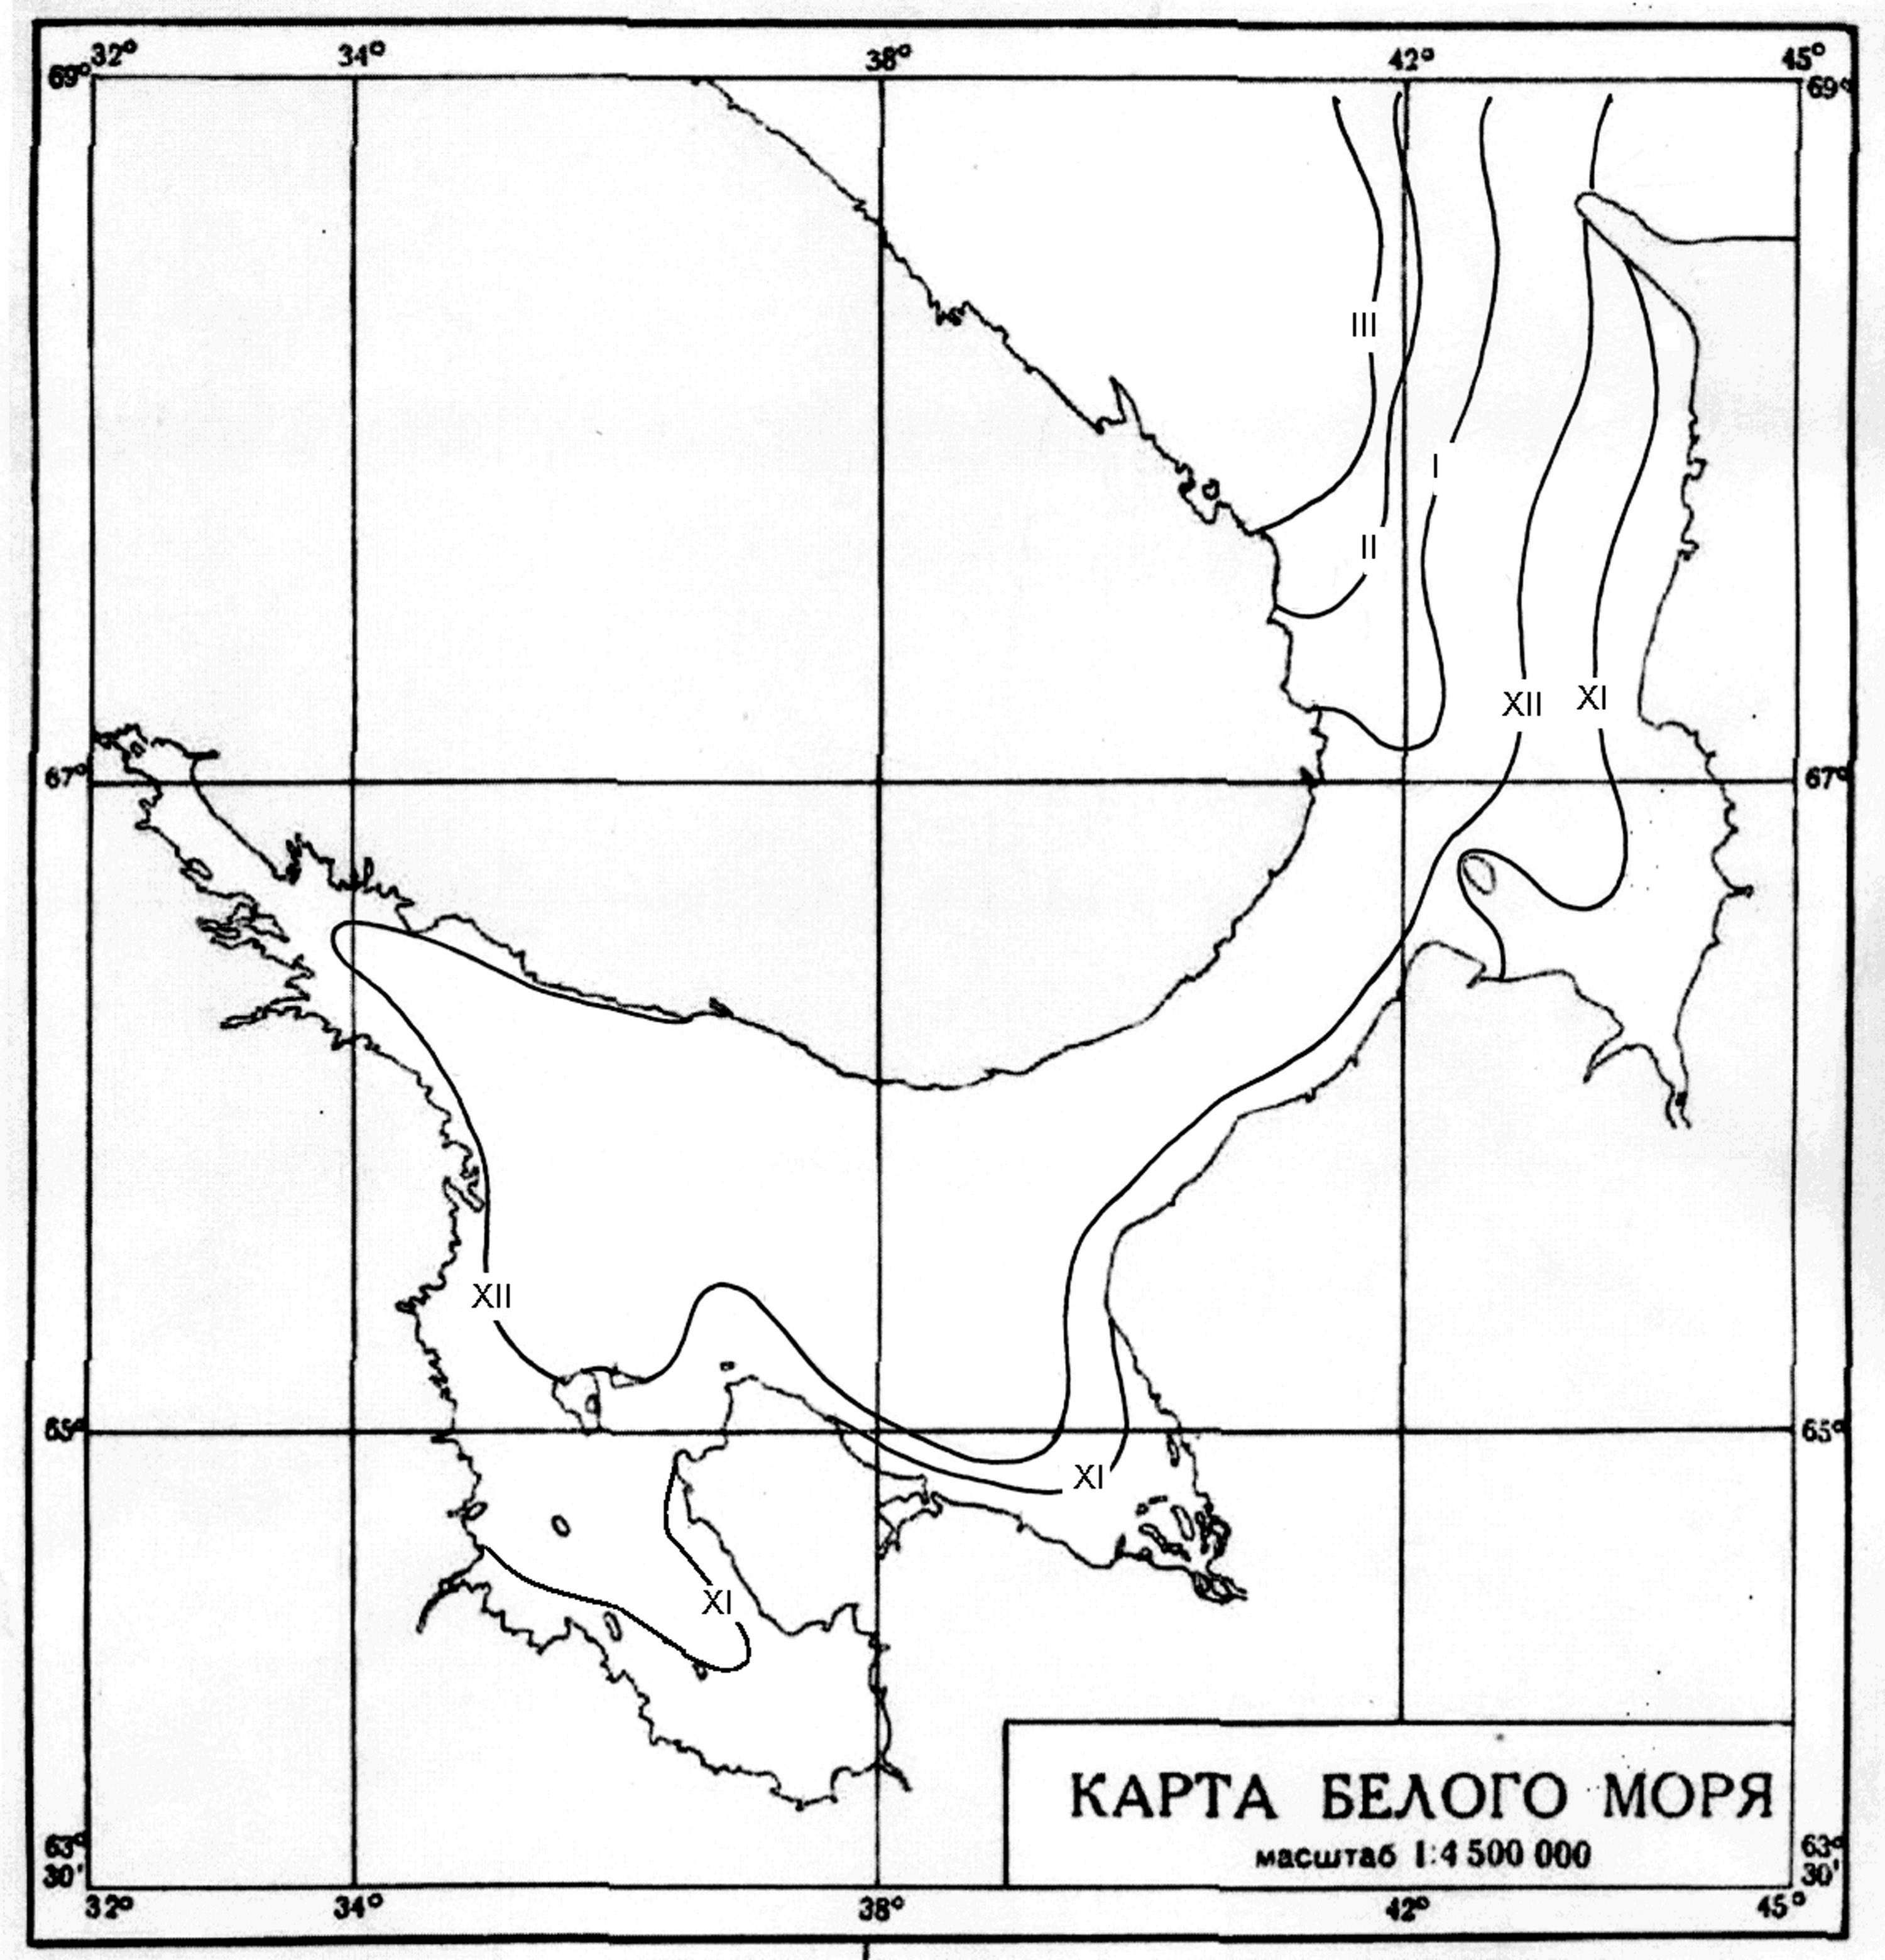 32° 34° 38° 42° 45°
69° 69°
III
I
II
XII XI
67° 67°
XII
65° 65°
XI
XI
КАРТА БЕЛОГО МОРЯ
масштаб 1:4 500 000
63° 63°
30' 30'
32° 34° 38° 42° 45°